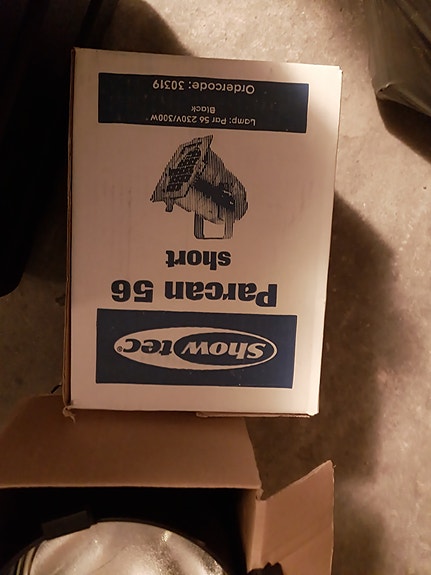 Showtec®
Parcan 56
short
Lamp: Par 56 230V/300W
Black
Ordercode: 30319